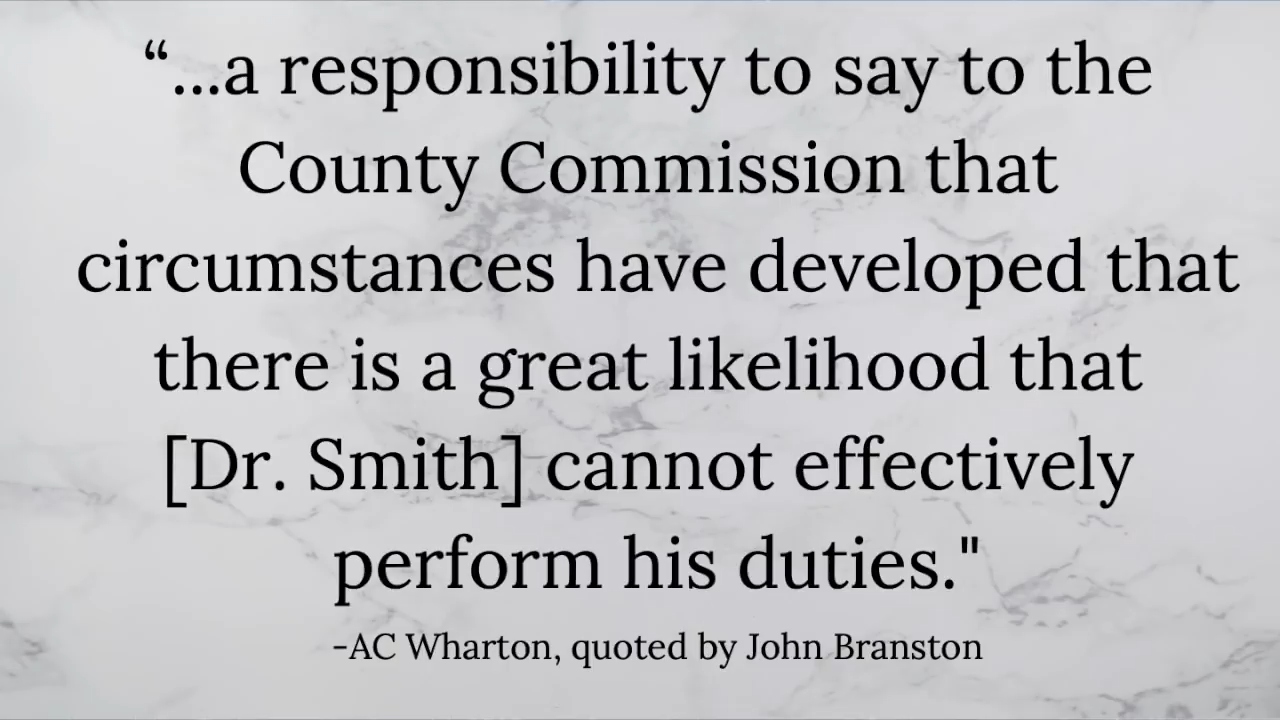 “...a responsibility to say to the
County Commission that
circumstances have developed that
there is a great likelihood that
[Dr. Smith] cannot effectively
perform his duties."
-AC Wharton, quoted by John Branston